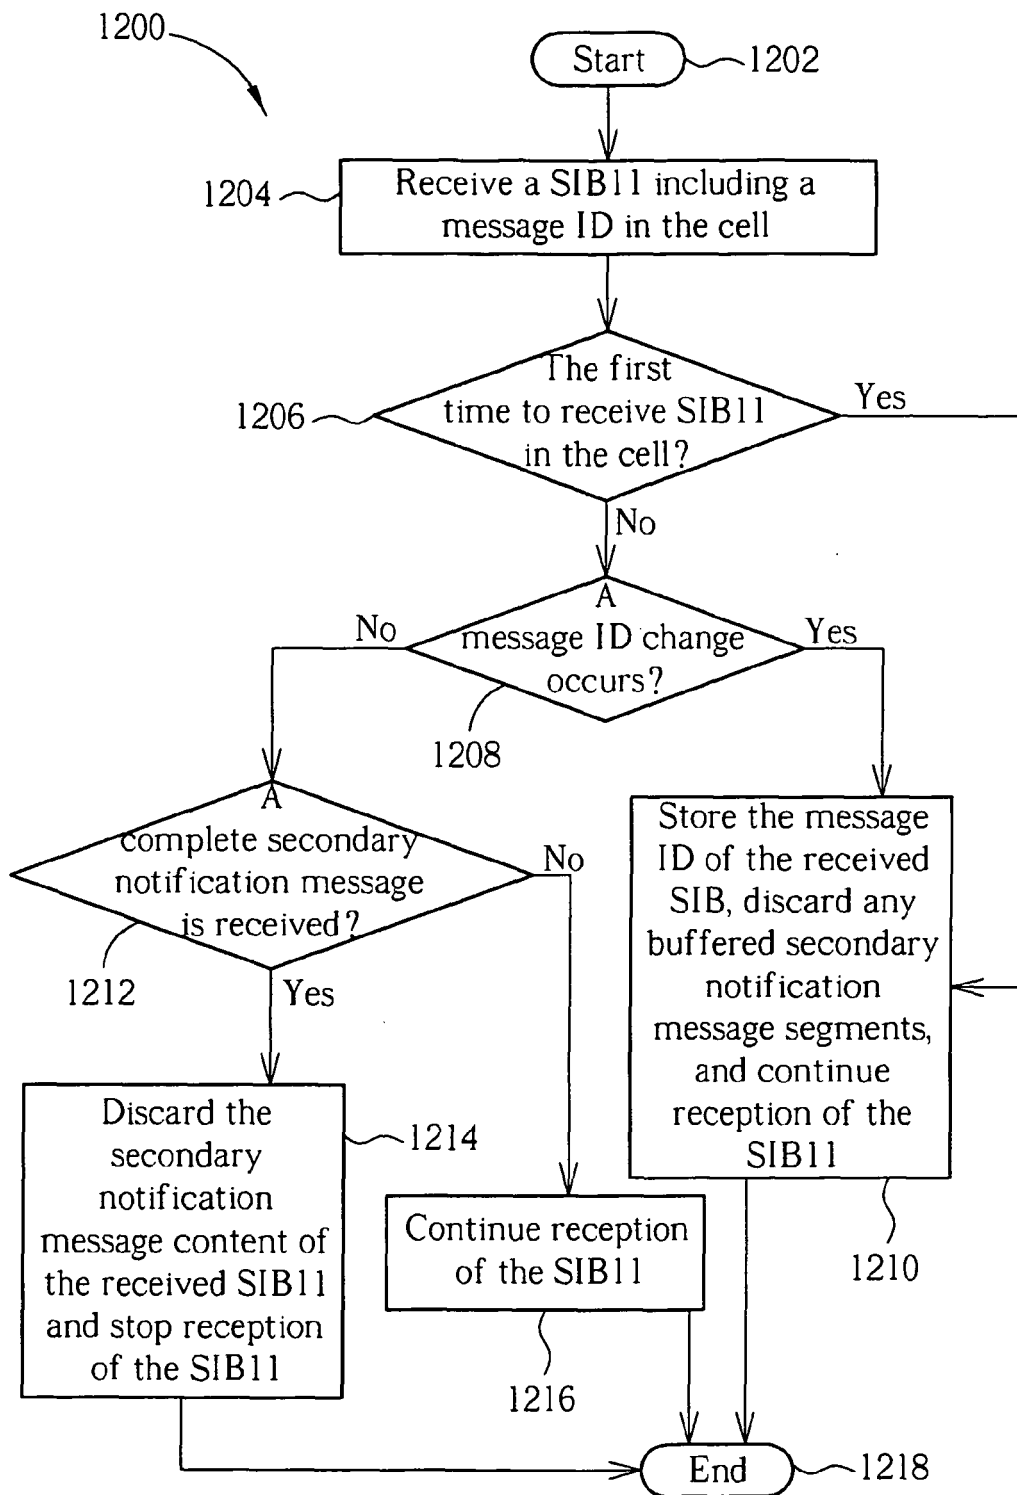 1200
Start
1202
1204
Receive a SIB11 including a
message ID in the cell
The first
time to receive SIB11
in the cell?
1206
Yes
No
A
message ID change
occurs?
No
Yes
1208
A
complete secondary
notification message
is received?
No
1212
Yes
Store the message
ID of the received
SIB, discard any
buffered secondary
notification
message segments,
and continue
reception of the
SIB11
1210
Discard the
secondary
notification
message content of
the received SIB11
and stop reception
of the SIB11
1214
Continue reception
of the SIB11
1216
End
1218